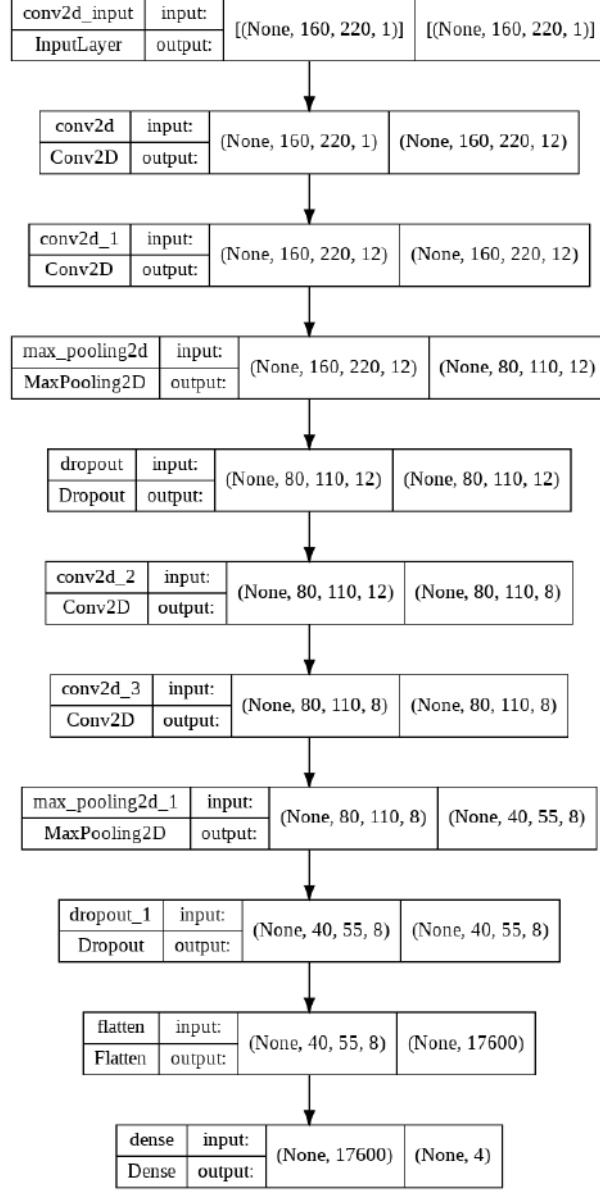 conv2d_input input: [(None, 160, 220, 1)] [(None, 160, 220, 1)]
InputLayer output:
conv2d input: (None, 160, 220, 1) (None, 160, 220, 12)
Conv2D output:
conv2d_1 input: (None, 160, 220, 12) (None, 160, 220, 12)
Conv2D output:
max_pooling2d input: (None, 160, 220, 12) (None, 80, 110, 12)
MaxPooling2D output:
dropout input: (None, 80, 110, 12) (None, 80, 110, 12)
Dropout output:
conv2d_2 input: (None, 80, 110, 12) (None, 80, 110, 8)
Conv2D output:
conv2d_3 input: (None, 80, 110, 8) (None, 80, 110, 8)
Conv2D output:
max_pooling2d_1 input: (None, 80, 110, 8) (None, 40, 55, 8)
MaxPooling2D output:
dropout_1 input: (None, 40, 55, 8) (None, 40, 55, 8)
Dropout output:
flatten input: (None, 40, 55, 8) (None, 17600)
Flatten output:
dense input: (None, 17600) (None, 4)
Dense output: